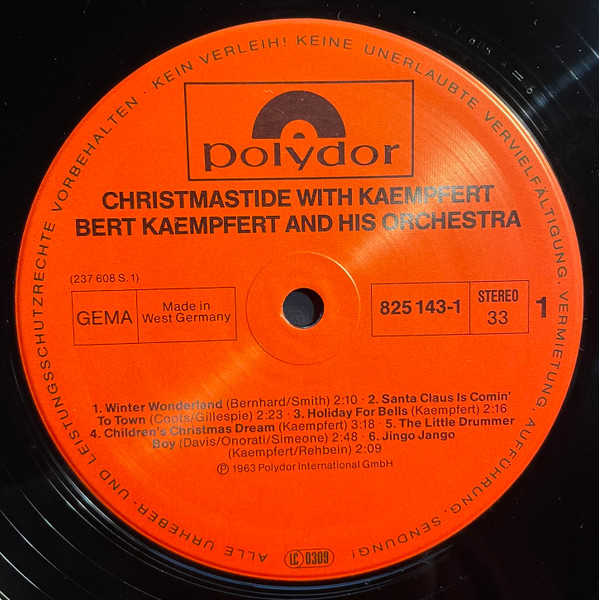 ALLE URHEBER- UND LEISTUNGSSCHUTZRECHTE VORBEHALTEN · KEIN VERLEIH! KEINE UNERLAUBTE VERVIELFÄLTIGUNG, VERMIETUNG, AUFFÜHRUNG, SENDUNG!
polydor
CHRISTMASTIDE WITH KAEMPFERT
BERT KAEMPFERT AND HIS ORCHESTRA
(237 608 S. 1)
GEMA
Made in
West Germany
825 143-1
STEREO
33
1
1. Winter Wonderland (Bernhard/Smith) 2:10 · 2. Santa Claus Is Comin'
To Town (Coots/Gillespie) 2:23 · 3. Holiday For Bells (Kaempfert) 2:16
4. Children's Christmas Dream (Kaempfert) 3:18 · 5. The Little Drummer
Boy (Davis/Onorati/Simeone) 2:48 · 6. Jingo Jango
(Kaempfert/Rehbein) 2:09
Ⓟ 1963 Polydor International GmbH
LC 0309